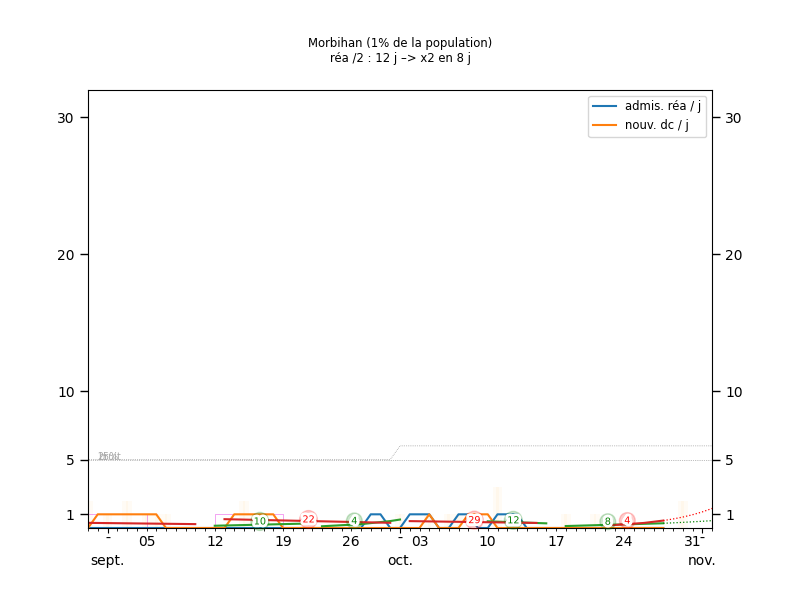 Morbihan (1% de la population)
réa /2 : 12 j –> x2 en 8 j
admis. réa / j
nouv. dc / j
30
30
20
20
10
10
5
5
1
1
10
22
4
29
12
8
4
- 05 12 19 26 - 03 10 17 24 31 -
sept. oct. nov.